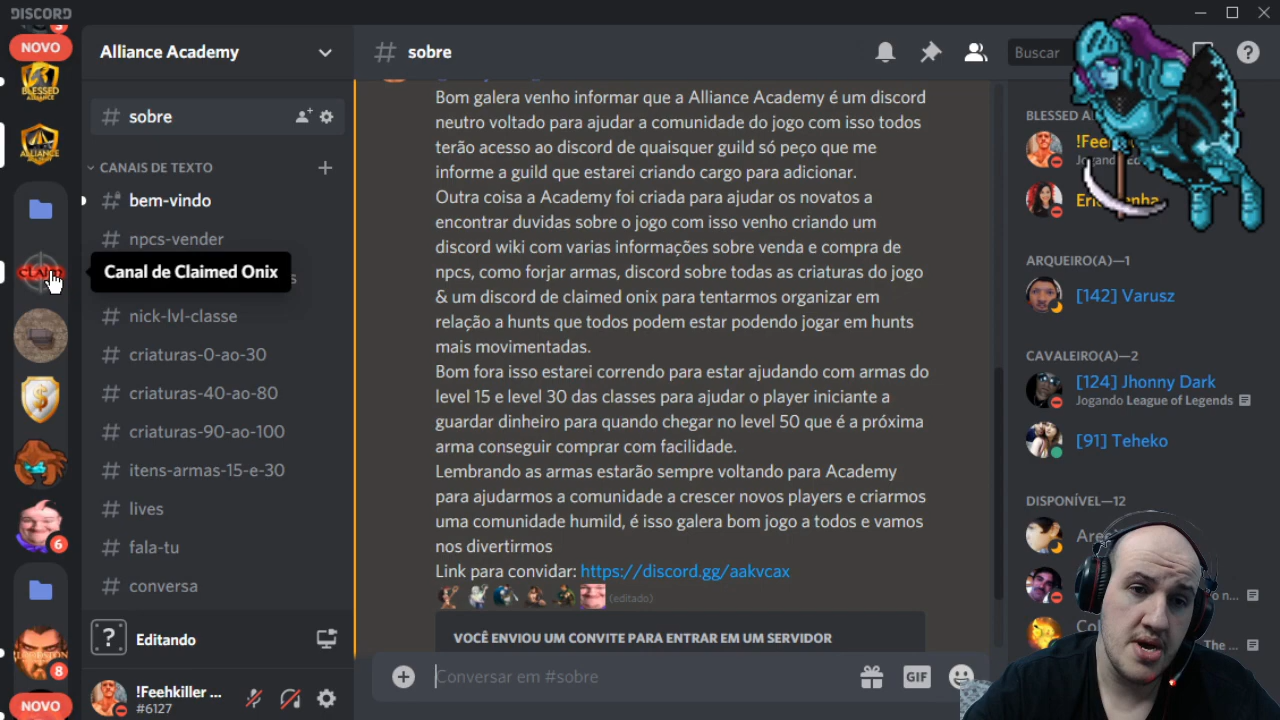 DISCORD
NOVO
BLESSED
ALLIANCE
ALLIANCE
6
8
NOVO
Alliance Academy
sobre
CANAIS DE TEXTO
bem-vindo
npcs-vender
Canal de Claimed Onix
s
nick-lvl-classe
criaturas-0-ao-30
criaturas-40-ao-80
criaturas-90-ao-100
itens-armas-15-e-30
lives
fala-tu
conversa
Editando
!Feehkiller ...
#6127
sobre
Buscar
Bom galera venho informar que a Alliance Academy é um discord
neutro voltado para ajudar a comunidade do jogo com isso todos
terão acesso ao discord de quaisquer guild só peço que me
informe a guild que estarei criando cargo para adicionar.
Outra coisa a Academy foi criada para ajudar os novatos a
encontrar duvidas sobre o jogo com isso venho criando um
discord wiki com varias informações sobre venda e compra de
npcs, como forjar armas, discord sobre todas as criaturas do jogo
& um discord de claimed onix para tentarmos organizar em
relação a hunts que todos podem estar podendo jogar em hunts
mais movimentadas.
Bom fora isso estarei correndo para estar ajudando com armas do
level 15 e level 30 das classes para ajudar o player iniciante a
guardar dinheiro para quando chegar no level 50 que é a próxima
arma conseguir comprar com facilidade.
Lembrando as armas estarão sempre voltando para Academy
para ajudarmos a comunidade a crescer novos players e criarmos
uma comunidade humild, é isso galera bom jogo a todos e vamos
nos divertirmos
Link para convidar: https://discord.gg/aakvcax
(editado)
VOCÊ ENVIOU UM CONVITE PARA ENTRAR EM UM SERVIDOR
Conversar em #sobre
GIF
BLESSED A
!Fee
Jogando
ARQUEIRO(A)—1
[142] Varusz
CAVALEIRO(A)—2
[124] Jhonny Dark
Jogando League of Legends
[91] Teheko
DISPONÍVEL—12
Are
o n...
Co
The ...